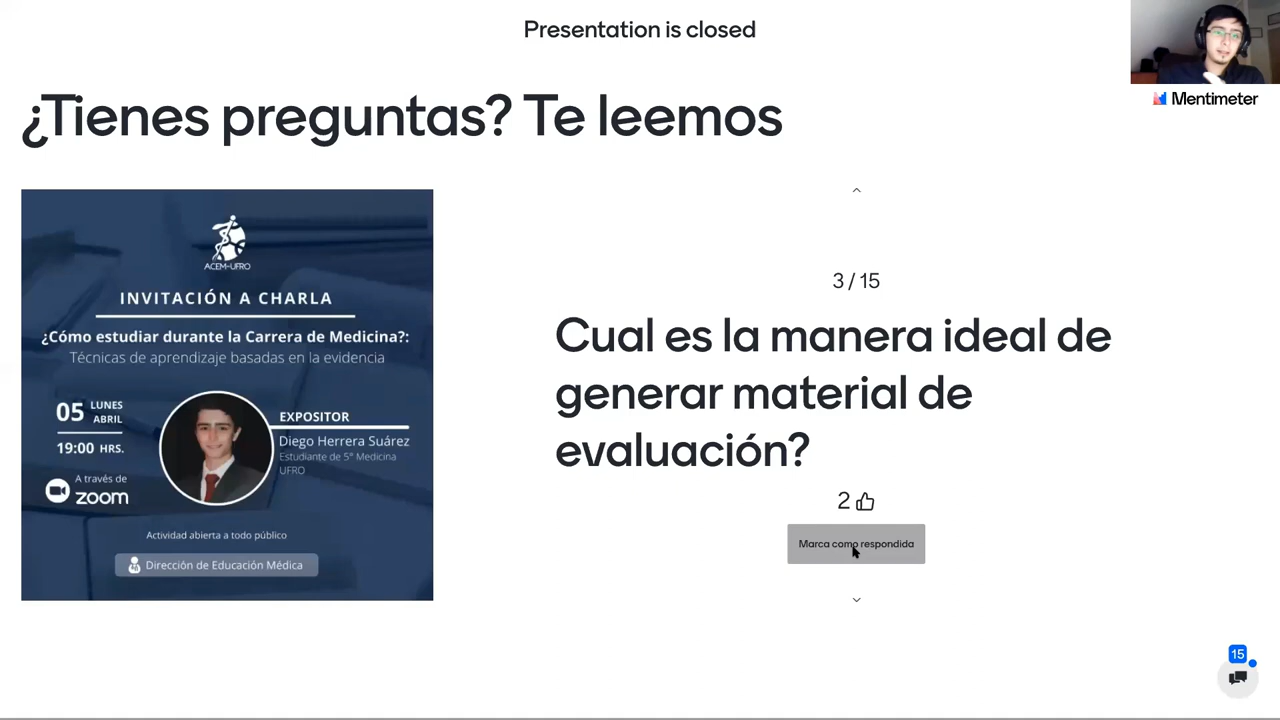 Presentation is closed
Mentimeter
¿Tienes preguntas? Te leemos
ACEM-UFRO
INVITACIÓN A CHARLA
¿Cómo estudiar durante la Carrera de Medicina?:
Técnicas de aprendizaje basadas en la evidencia
05 LUNES
ABRIL
19:00 HRS.
A través de
zoom
EXPOSITOR
Diego Herrera Suárez
Estudiante de 5° Medicina
UFRO
Actividad abierta a todo público
Dirección de Educación Médica
3 / 15
Cual es la manera ideal de
generar material de
evaluación?
2
Marca como respondida
15